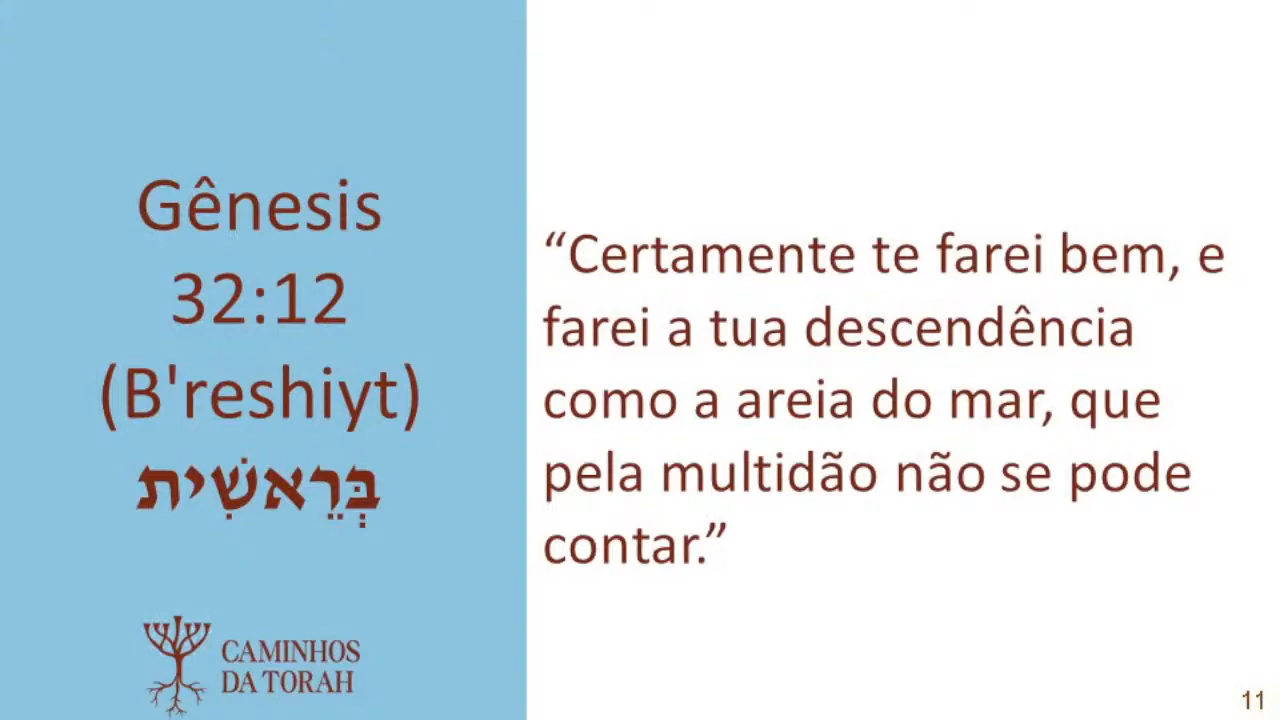 Gênesis
32:12
(B'reshiyt)
בְּרֵאשִׁית
CAMINHOS
DA TORAH
“Certamente te farei bem, e
farei a tua descendência
como a areia do mar, que
pela multidão não se pode
contar.”
11